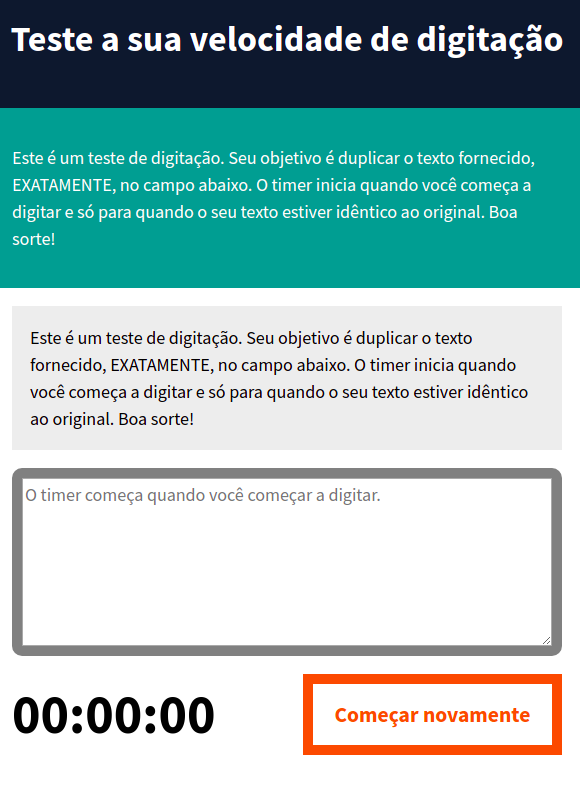 Teste a sua velocidade de digitação
Este é um teste de digitação. Seu objetivo é duplicar o texto fornecido,
EXATAMENTE, no campo abaixo. O timer inicia quando você começa a
digitar e só para quando o seu texto estiver idêntico ao original. Boa
sorte!
Este é um teste de digitação. Seu objetivo é duplicar o texto
fornecido, EXATAMENTE, no campo abaixo. O timer inicia quando
você começa a digitar e só para quando o seu texto estiver idêntico
ao original. Boa sorte!
O timer começa quando você começar a digitar.
00:00:00
Começar novamente